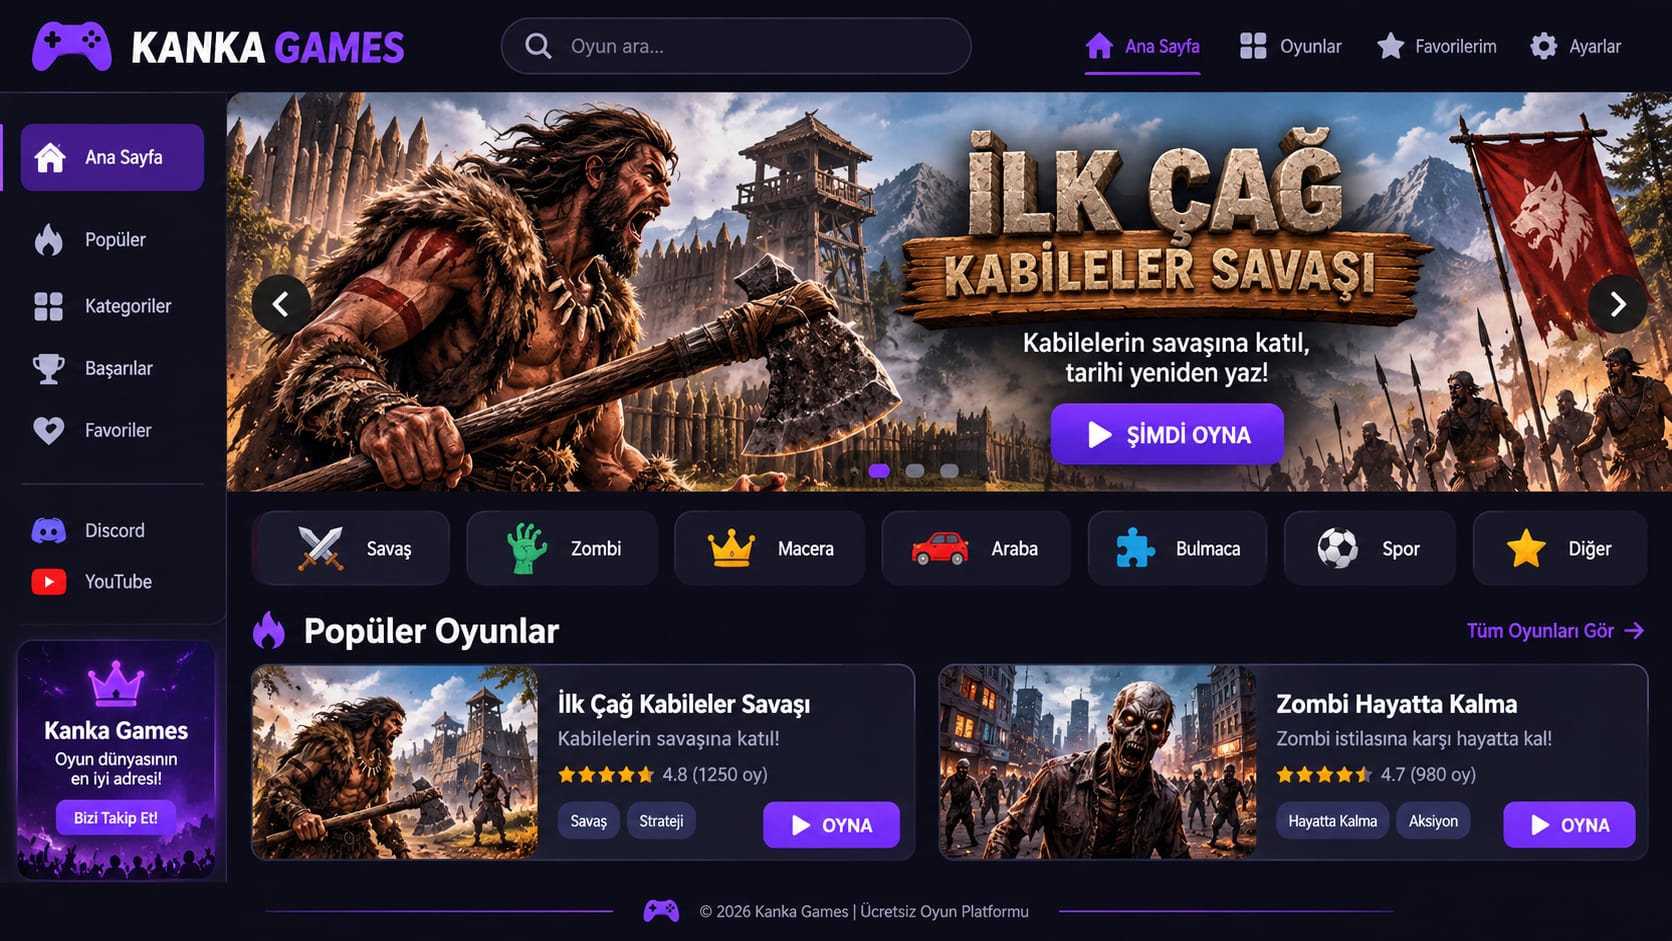 KANKA GAMES
Oyun ara...
Ana Sayfa
Oyunlar
Favorilerim
Ayarlar
Ana Sayfa
Popüler
Kategoriler
Başarılar
Favoriler
Discord
YouTube
Kanka Games
Oyun dünyasının
en iyi adresi!
Bizi Takip Et!
İLK ÇAĞ
KABİLELER SAVAŞI
Kabilelerin savaşına katıl,
tarihi yeniden yaz!
ŞİMDİ OYNA
Savaş
Zombi
Macera
Araba
Bulmaca
Spor
Diğer
Popüler Oyunlar
Tüm Oyunları Gör
İlk Çağ Kabileler Savaşı
Kabilelerin savaşına katıl!
4.8 (1250 oy)
Savaş
Strateji
OYNA
Zombi Hayatta Kalma
Zombi istilasına karşı hayatta kal!
4.7 (980 oy)
Hayatta Kalma
Aksiyon
OYNA
© 2026 Kanka Games | Ücretsiz Oyun Platformu